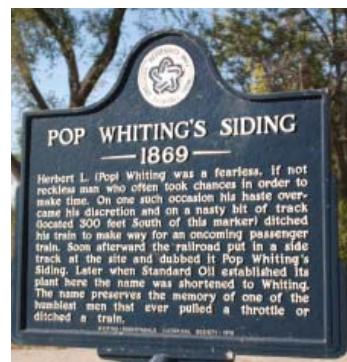 POP WHITING'S SIDING
1869
Herbert L. (Pop) Whiting was a fearless, if not
reckless man who often took chances in order to
make time. On one such occasion his haste over-
came his discretion and on a nasty bit of track
(located 300 feet South of this marker) ditched
his train to make way for an oncoming passenger
train. Soon afterward the railroad put in a side
track at the site and dubbed it Pop Whiting's
Siding. Later when Standard Oil established its
plant here the name was shortened to Whiting.
The name preserves the memory of one of the
humblest men that ever pulled a throttle or
ditched a train.
WHITING-ROBERTSDALE HISTORICAL SOCIETY